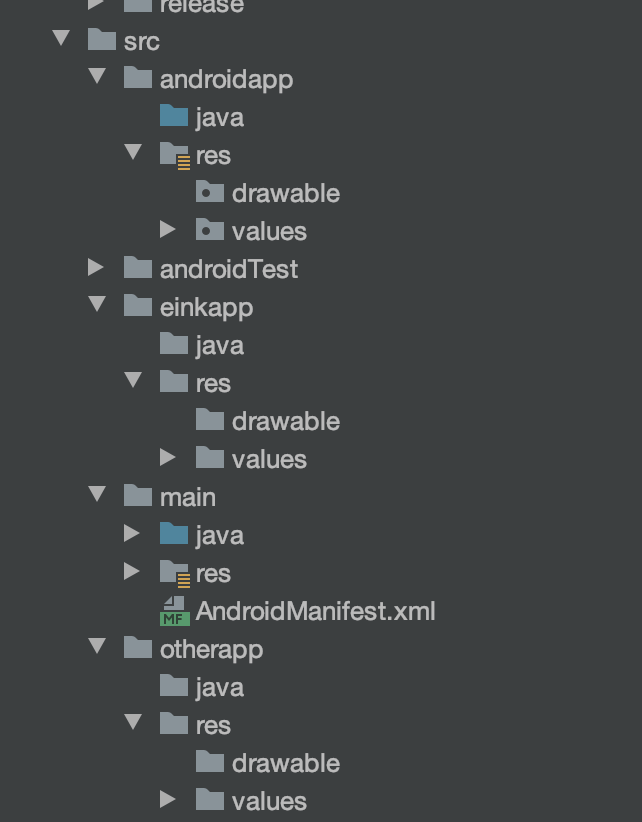 release
src
androidapp
java
res
drawable
values
androidTest
einkapp
java
res
drawable
values
main
java
res
MF AndroidManifest.xml
otherapp
java
res
drawable
values